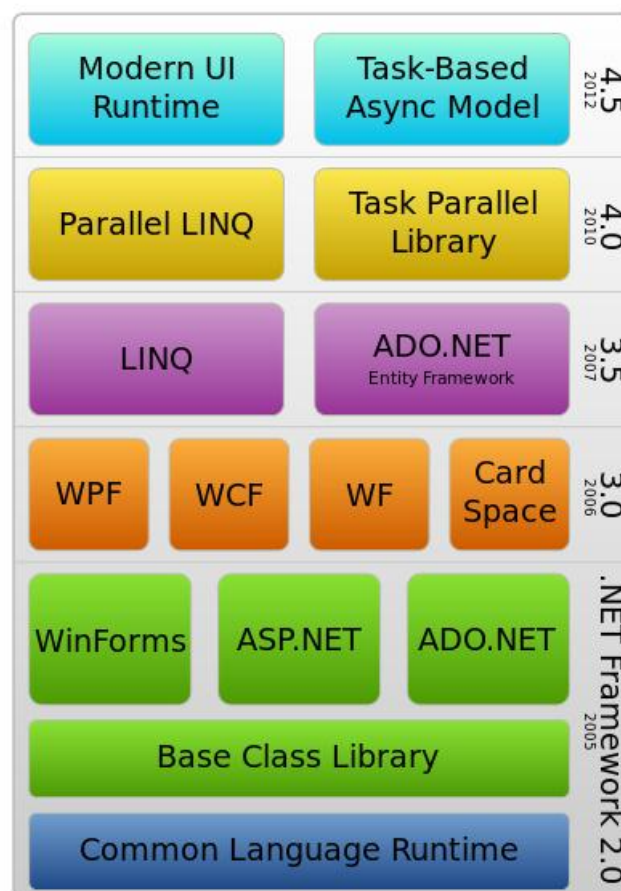 Modern UI
Runtime
Task-Based
Async Model
4.5
2012
Parallel LINQ
Task Parallel
Library
4.0
2010
LINQ
ADO.NET
Entity Framework
3.5
2007
WPF
WCF
WF
Card
Space
3.0
2006
WinForms
ASP.NET
ADO.NET
Base Class Library
Common Language Runtime
.NET Framework 2.0
2005